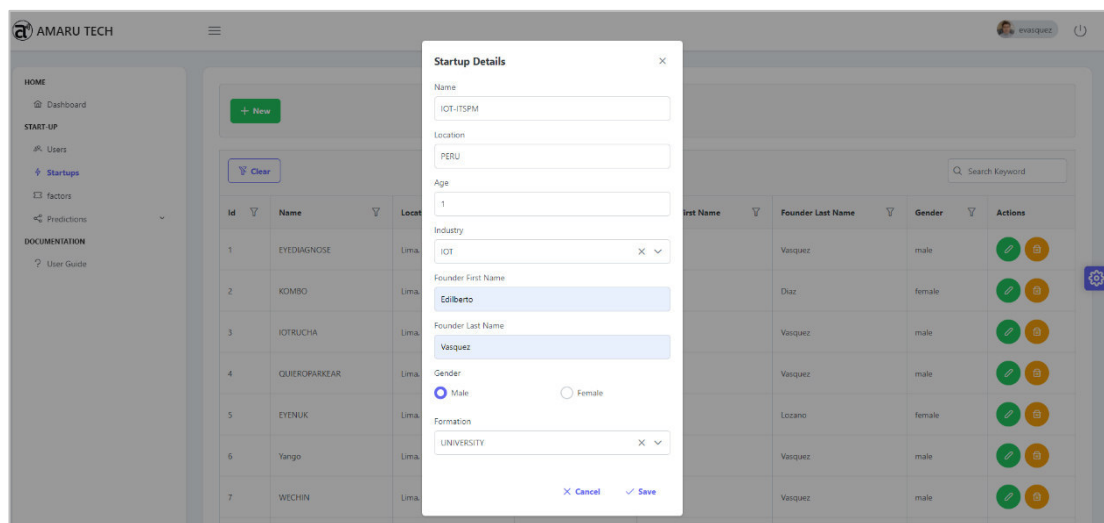 AMARU TECH
evasquez
HOME
Dashboard
START-UP
Users
Startups
factors
Predictions
DOCUMENTATION
User Guide
+ New
Clear
Search Keyword
Id Name Locat irst Name Founder Last Name Gender Actions
1 EYEDIAGNOSE Lima, Vasquez male
2 KOMBO Lima, Diaz female
3 IOTRUCHA Lima, Vasquez male
4 QUIEROPARKEAR Lima, Vasquez male
5 EYENUK Lima, Lozano female
6 Yango Lima, Vasquez male
7 WECHIN Lima, Vasquez male
Startup Details
Name
IOT-ITSPM
Location
PERU
Age
1
Industry
IOT
Founder First Name
Edilberto
Founder Last Name
Vasquez
Gender
Male Female
Formation
UNIVERSITY
Cancel Save